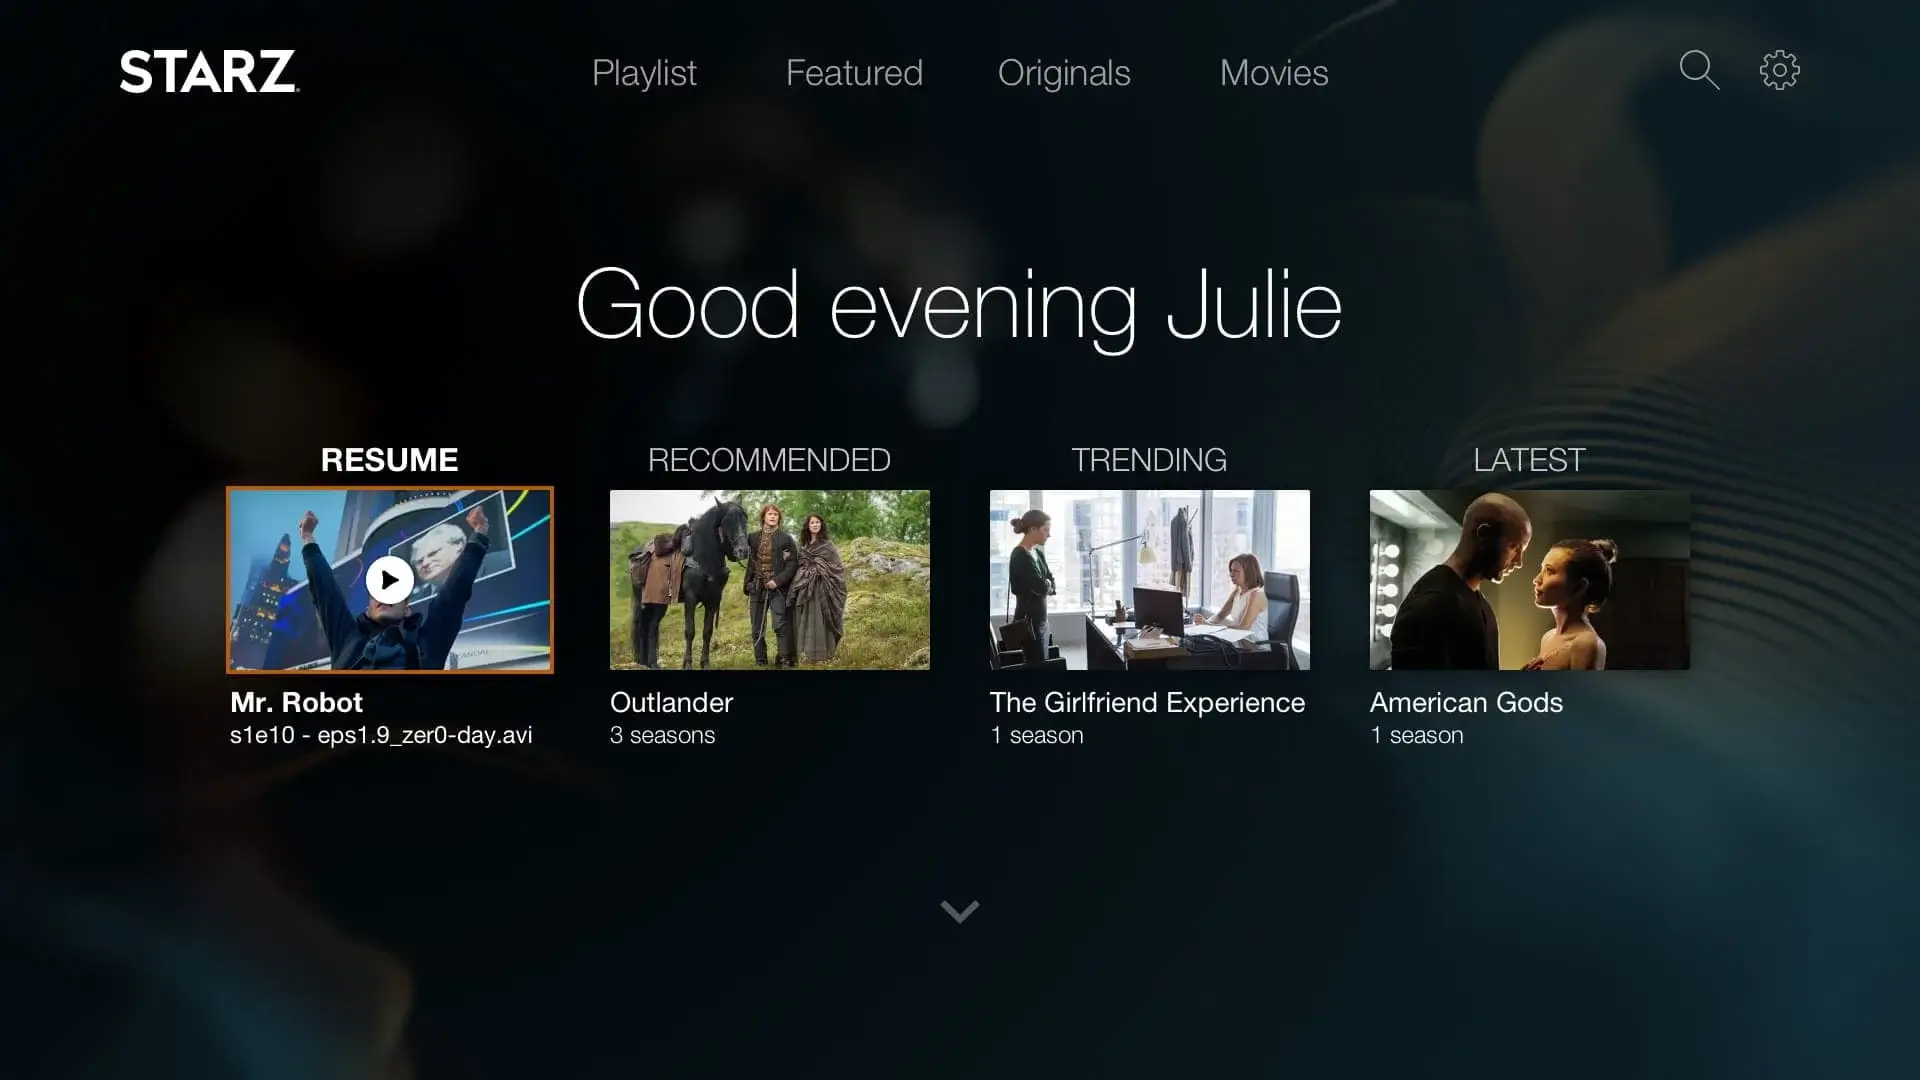 STARZ
Playlist
Featured
Originals
Movies
Good evening Julie
RESUME
RECOMMENDED
TRENDING
LATEST
Mr. Robot
s1e10 - eps1.9_zer0-day.avi
Outlander
3 seasons
The Girlfriend Experience
1 season
American Gods
1 season